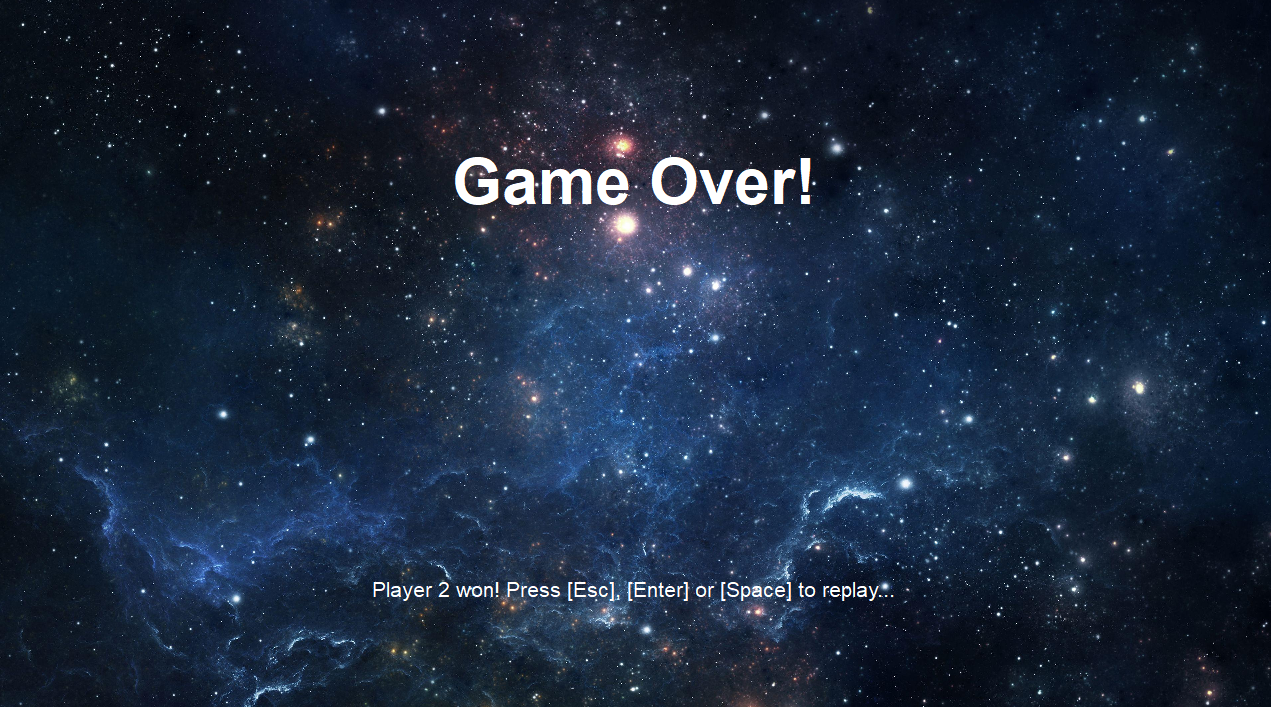 Game Over!
Player 2 won! Press [Esc], [Enter] or [Space] to replay...